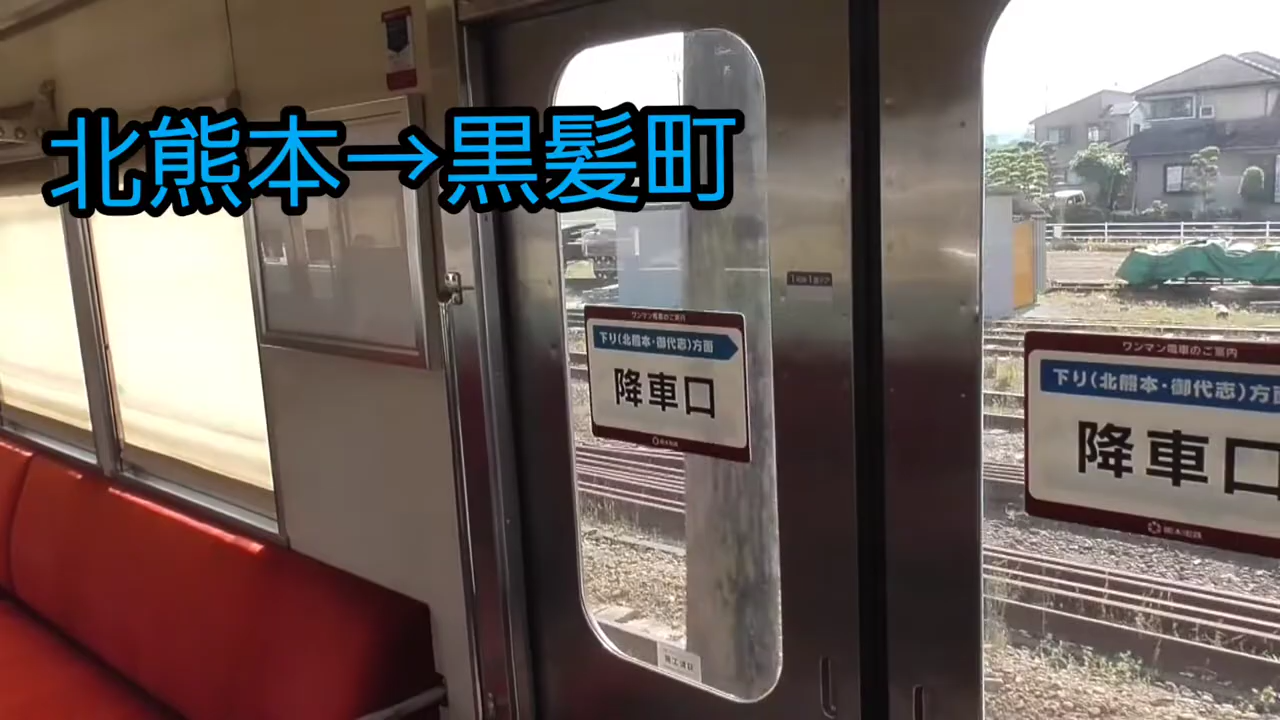 北熊本→黒髪町
ワンマン電車のご案内
下り(北熊本・御代志)方面
降車口
ワンマン電車のご案内
下り(北熊本・御代志)方面
降車口